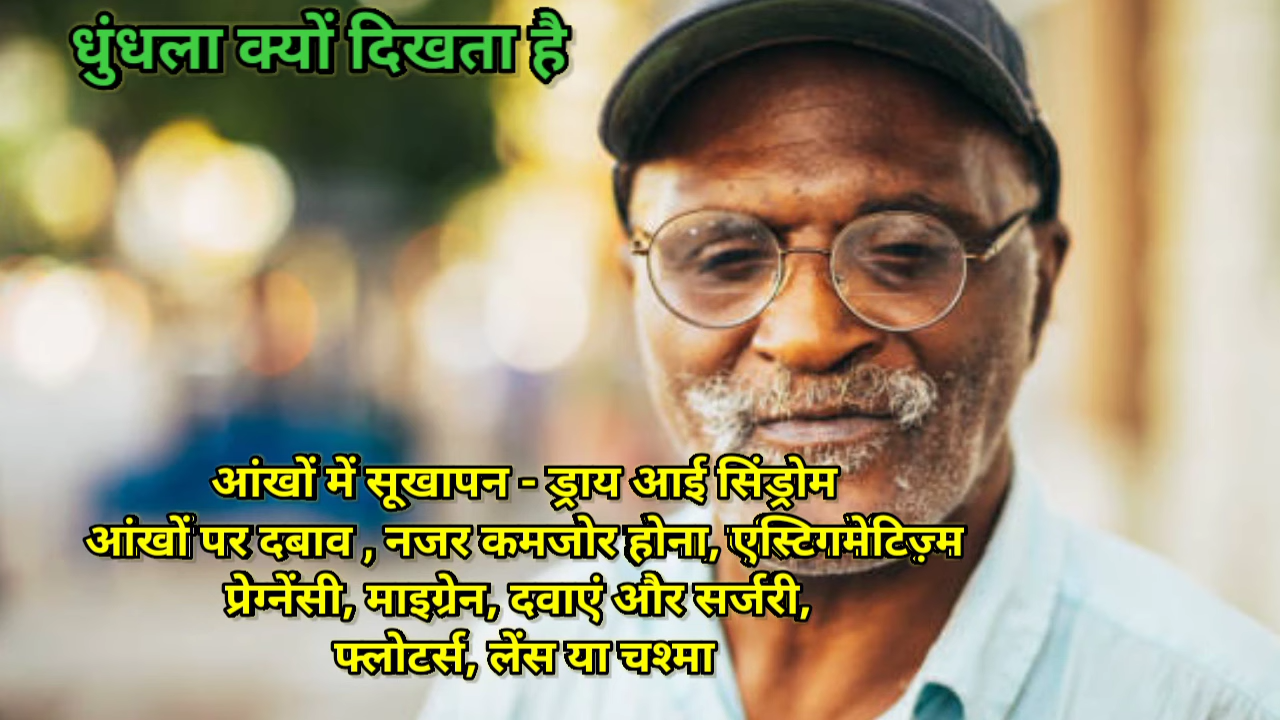 धुंधला क्यों दिखता है
आंखों में सूखापन - ड्राय आई सिंड्रोम
आंखों पर दबाव , नजर कमजोर होना, एस्टिगमेटिज़्म
प्रेग्नेंसी, माइग्रेन, दवाएं और सर्जरी,
फ्लोटर्स, लेंस या चश्मा